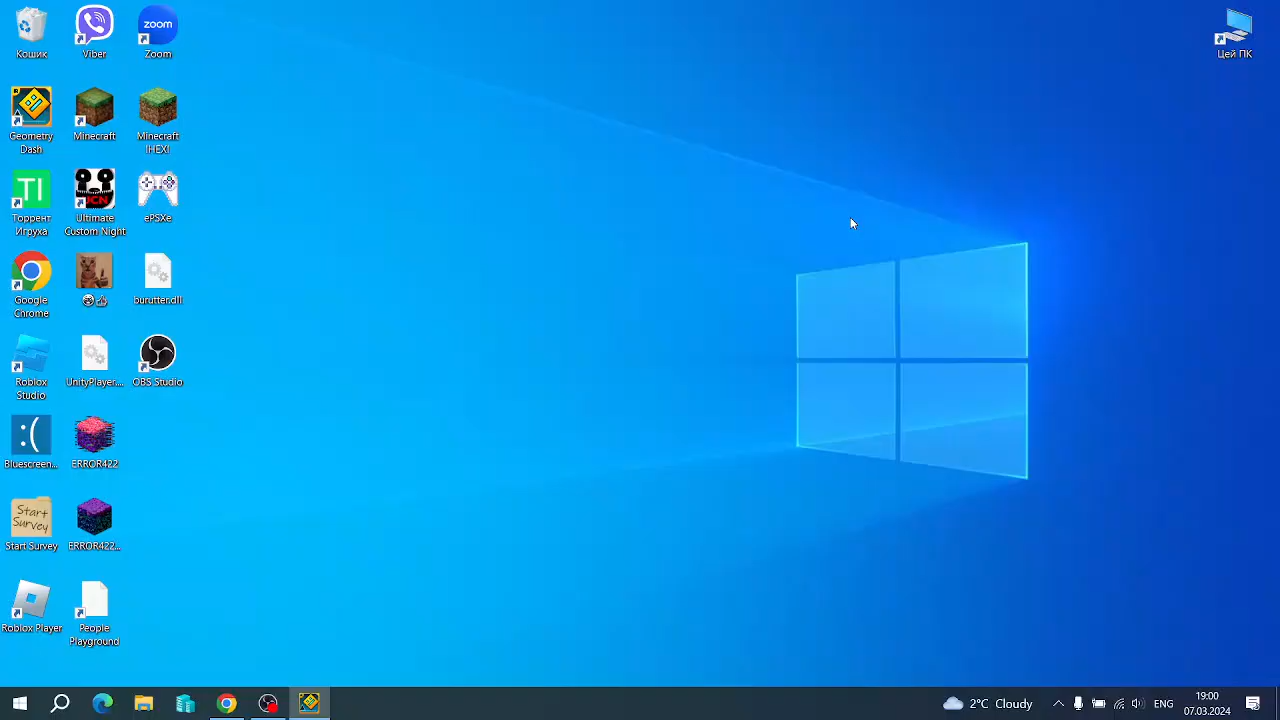 Кошик
Viber
zoom
Zoom
Цей ПК
Geometry
Dash
Minecraft
Minecraft
!HEX!
TI
Торрент
Игруха
UCN
Ultimate
Custom Night
ePSXe
Google
Chrome
burutter.dll
Roblox
Studio
UnityPlayer....
OBS Studio
:(
Bluescreen...
ERROR422
Start
Survey
Start Survey
ERROR422...
Roblox Player
People
Playground
2°C Cloudy
ENG
19:00
07.03.2024